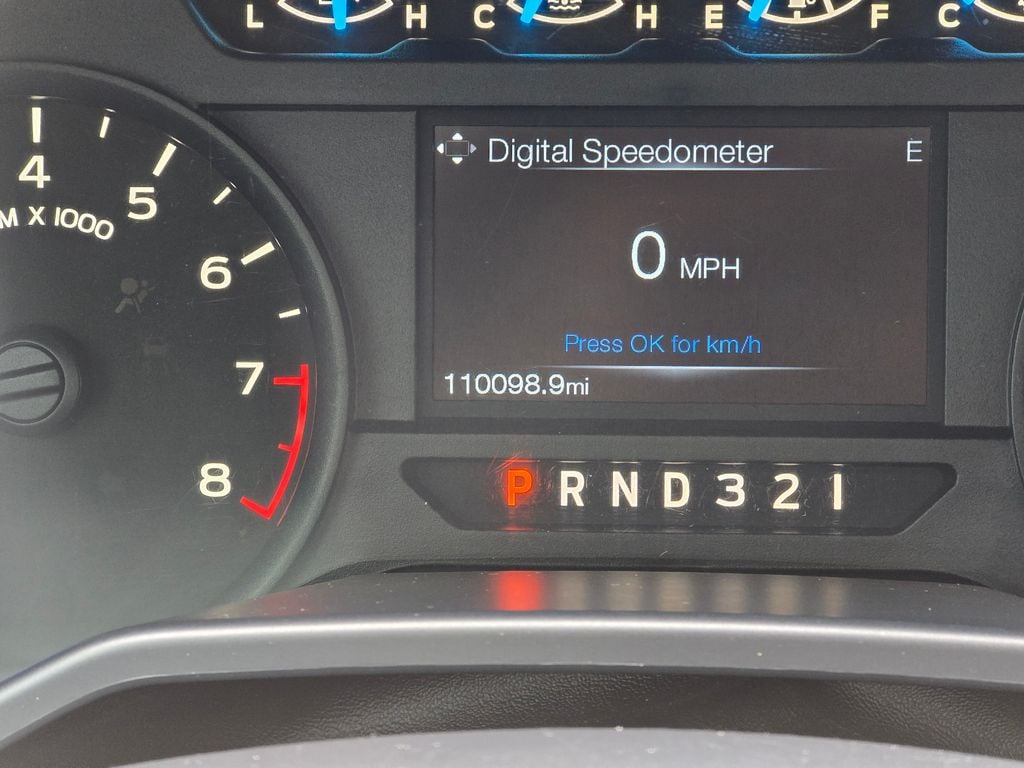 L H C H E F C
Digital Speedometer E
4
5
M X 1000
0 MPH
6
Press OK for km/h
7
110098.9mi
8
P R N D 3 2 1